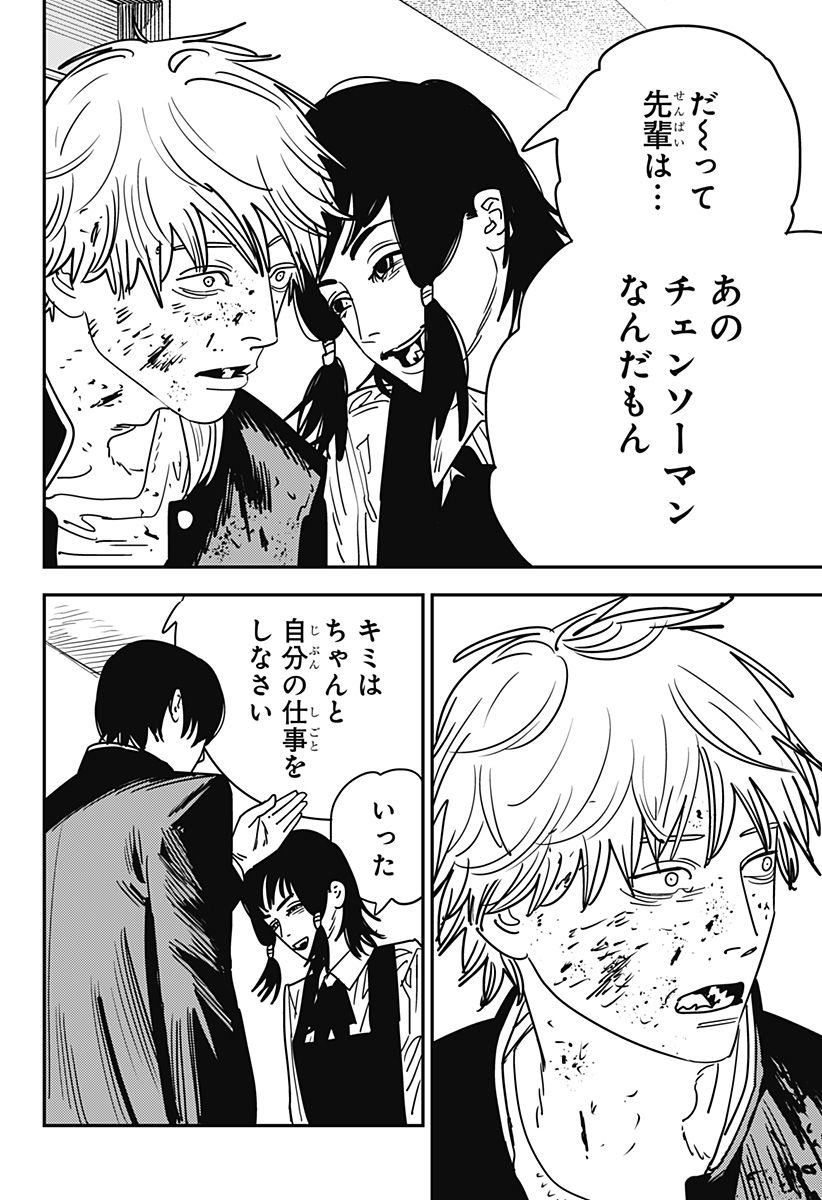 だ〜って
先輩は…
あの
チェンソーマン
なんだもん
キミは
ちゃんと
自分の仕事を
しなさい
いった